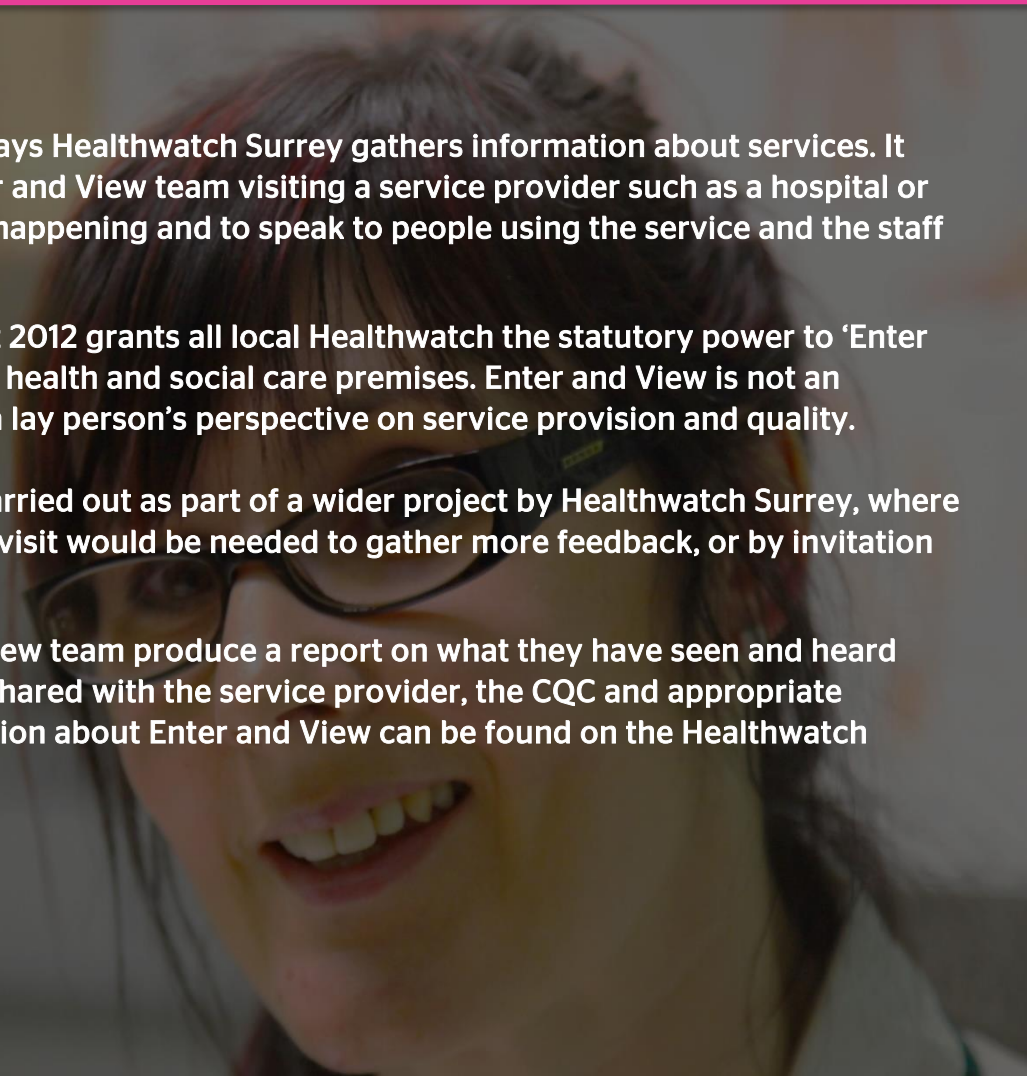 ays Healthwatch Surrey gathers information about services. It
and View team visiting a service provider such as a hospital or
happening and to speak to people using the service and the staff
2012 grants all local Healthwatch the statutory power to ‘Enter
health and social care premises. Enter and View is not an
lay person’s perspective on service provision and quality.
rried out as part of a wider project by Healthwatch Surrey, where
visit would be needed to gather more feedback, or by invitation
ew team produce a report on what they have seen and heard
hared with the service provider, the CQC and appropriate
ion about Enter and View can be found on the Healthwatch